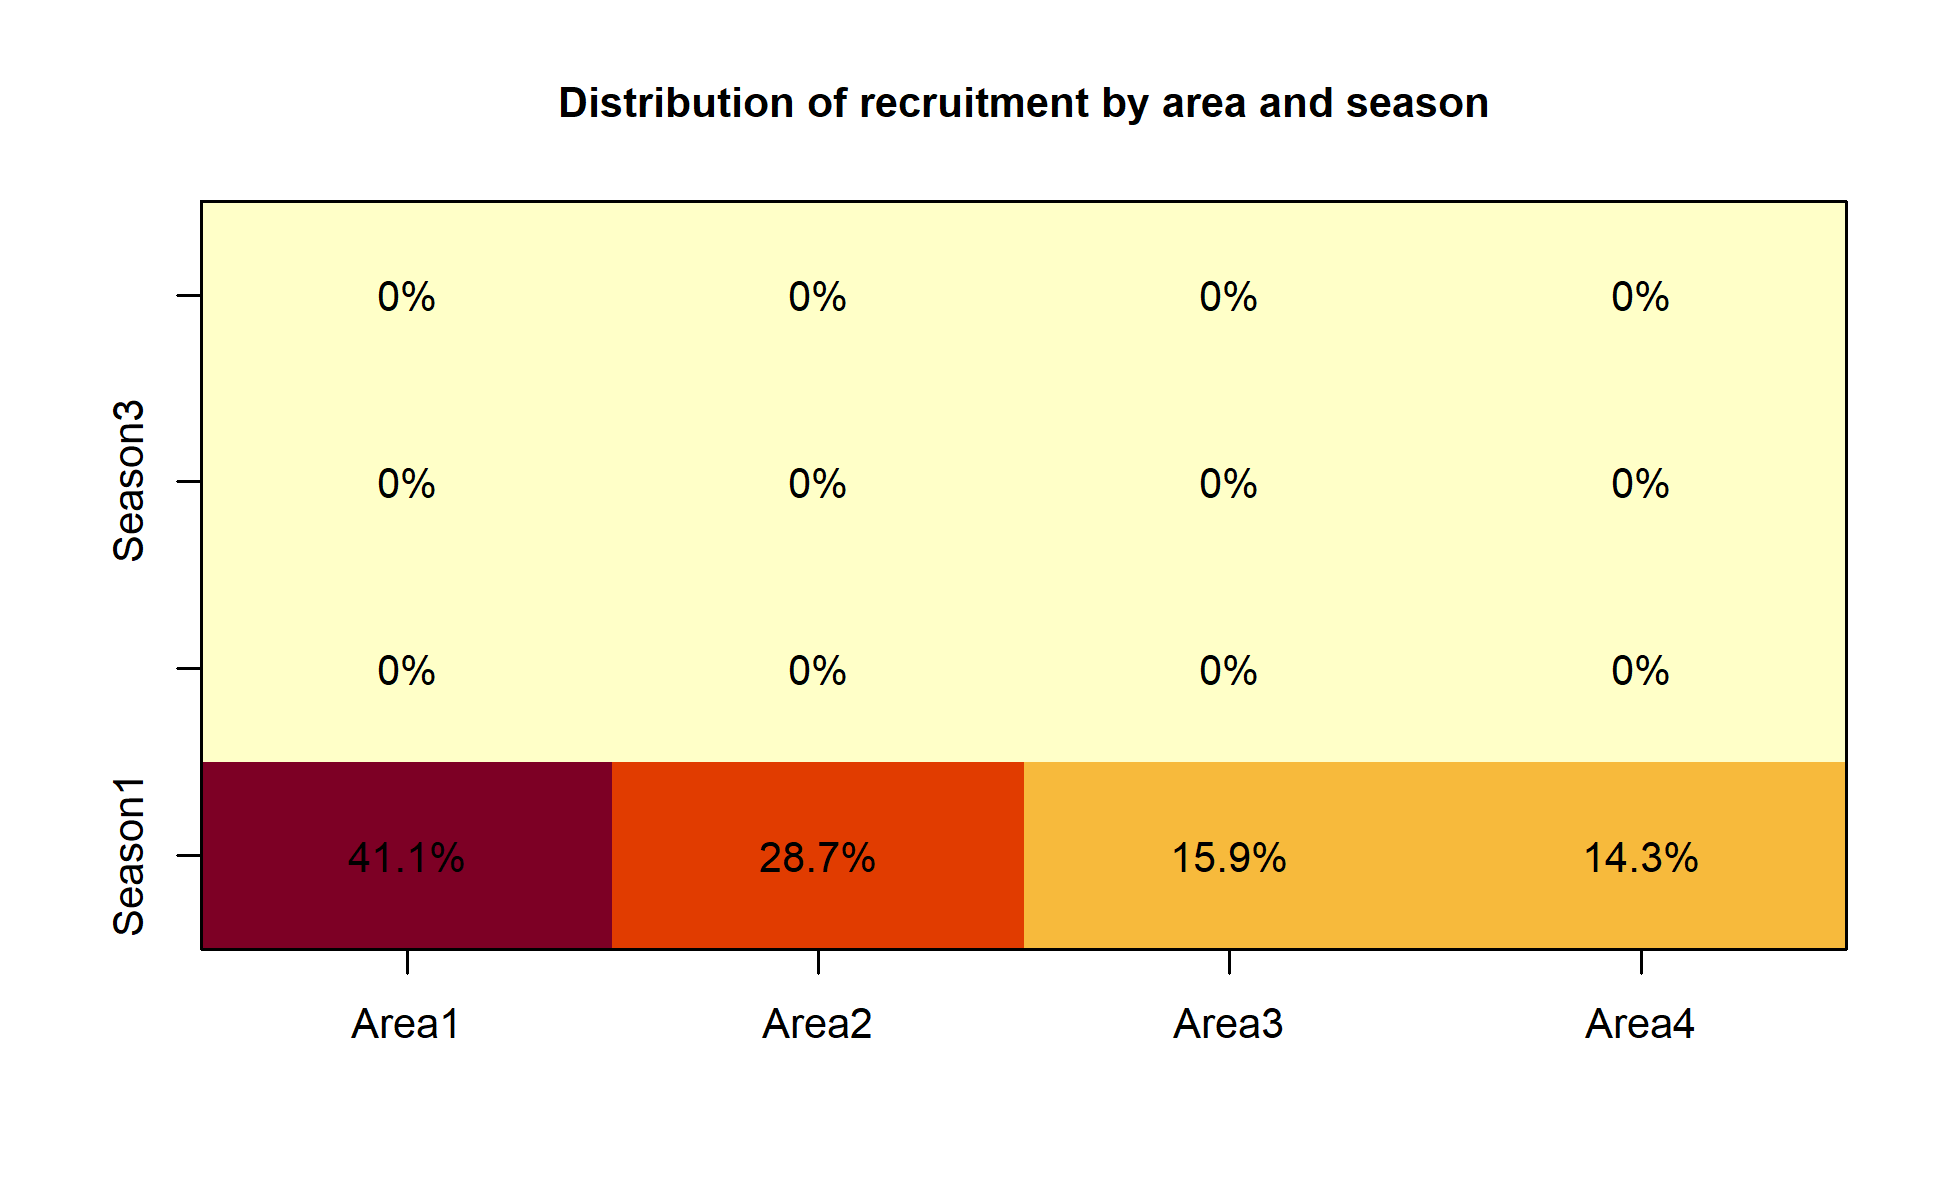 Distribution of recruitment by area and season
0% 0% 0% 0%
Season3
0% 0% 0% 0%
0% 0% 0% 0%
Season1
41.1% 28.7% 15.9% 14.3%
Area1 Area2 Area3 Area4